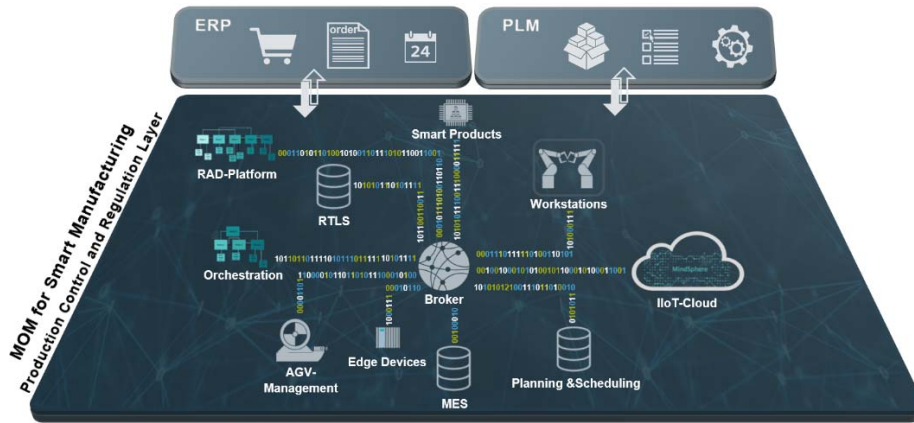 ERP
order
24
PLM
MOM for Smart Manufacturing
Production Control and Regulation Layer
Smart Products
RAD-Platform
RTLS
Workstations
Orchestration
Broker
MindSphere
IIoT-Cloud
AGV-
Management
Edge Devices
MES
Planning &Scheduling